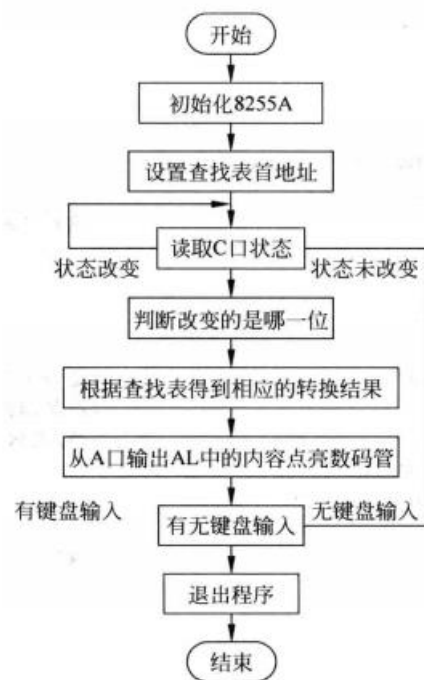 开始
初始化8255A
设置查找表首地址
读取C口状态
状态改变
状态未改变
判断改变的是哪一位
根据查找表得到相应的转换结果
从A口输出AL中的内容点亮数码管
有键盘输入
有无键盘输入
无键盘输入
退出程序
结束